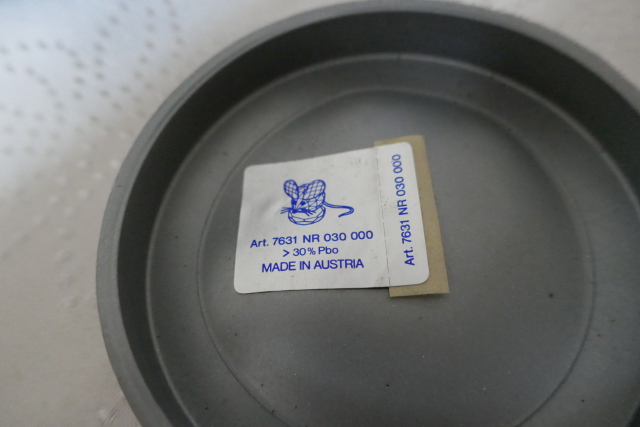 Art. 7631 NR 030 000
> 30% Pbo
MADE IN AUSTRIA
Art. 7631 NR 030 000